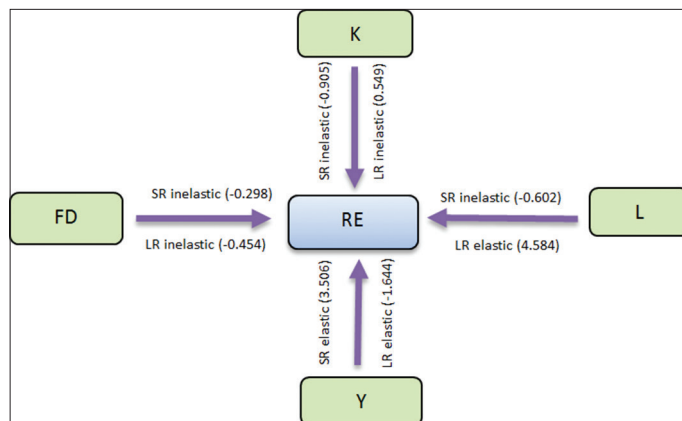 K
SR inelastic (-0.905)
LR inelastic (0.549)
SR inelastic (-0.298)
SR inelastic (-0.602)
FD
RE
L
LR inelastic (-0.454)
LR elastic (4.584)
SR elastic (3.506)
LR elastic (-1.644)
Y